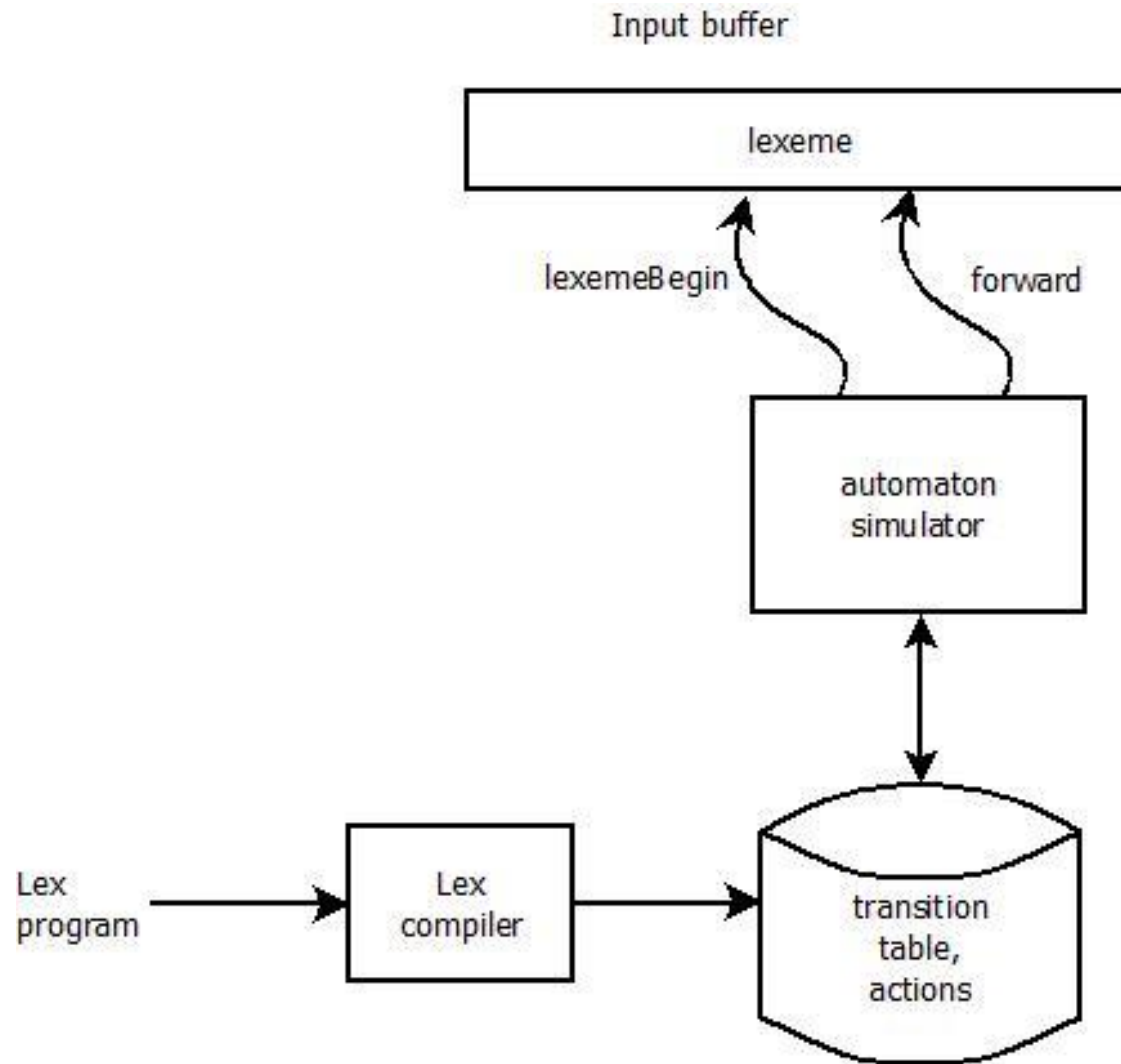 Input buffer
lexeme
lexemeBegin
forward
automaton
simulator
Lex
program
Lex
compiler
transition
table,
actions